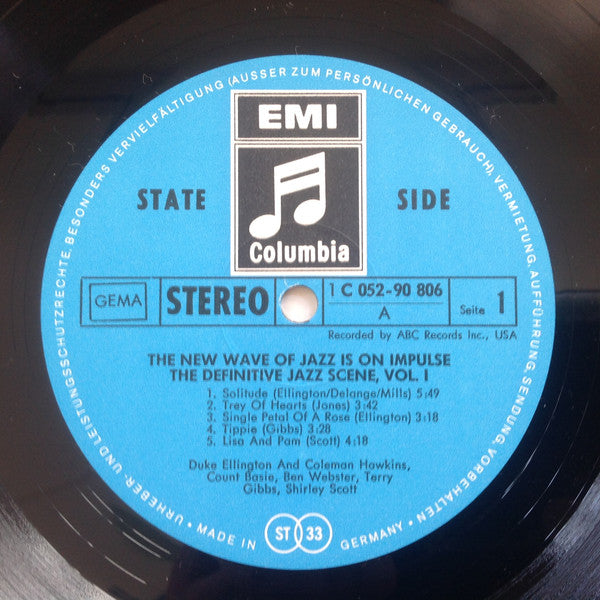 URHEBER- UND LEISTUNGSSCHUTZRECHTE, BESONDERS VERVIELFÄLTIGUNG (AUSSER ZUM PERSÖNLICHEN GEBRAUCH), VERMIETUNG, AUFFÜHRUNG, SENDUNG, VORBEHALTEN
EMI
STATE SIDE
Columbia
GEMA STEREO 1 C 052-90 806 A Seite 1
Recorded by ABC Records Inc., USA
THE NEW WAVE OF JAZZ IS ON IMPULSE
THE DEFINITIVE JAZZ SCENE, VOL. I
1. Solitude (Ellington/Delange/Mills) 5:49
2. Trey Of Hearts (Jones) 3:42
3. Single Petal Of A Rose (Ellington) 3:18
4. Tippie (Gibbs) 3:28
5. Lisa And Pam (Scott) 4:18
Duke Ellington And Coleman Hawkins,
Count Basie, Ben Webster, Terry
Gibbs, Shirley Scott
• MADE IN GERMANY •
ST 33